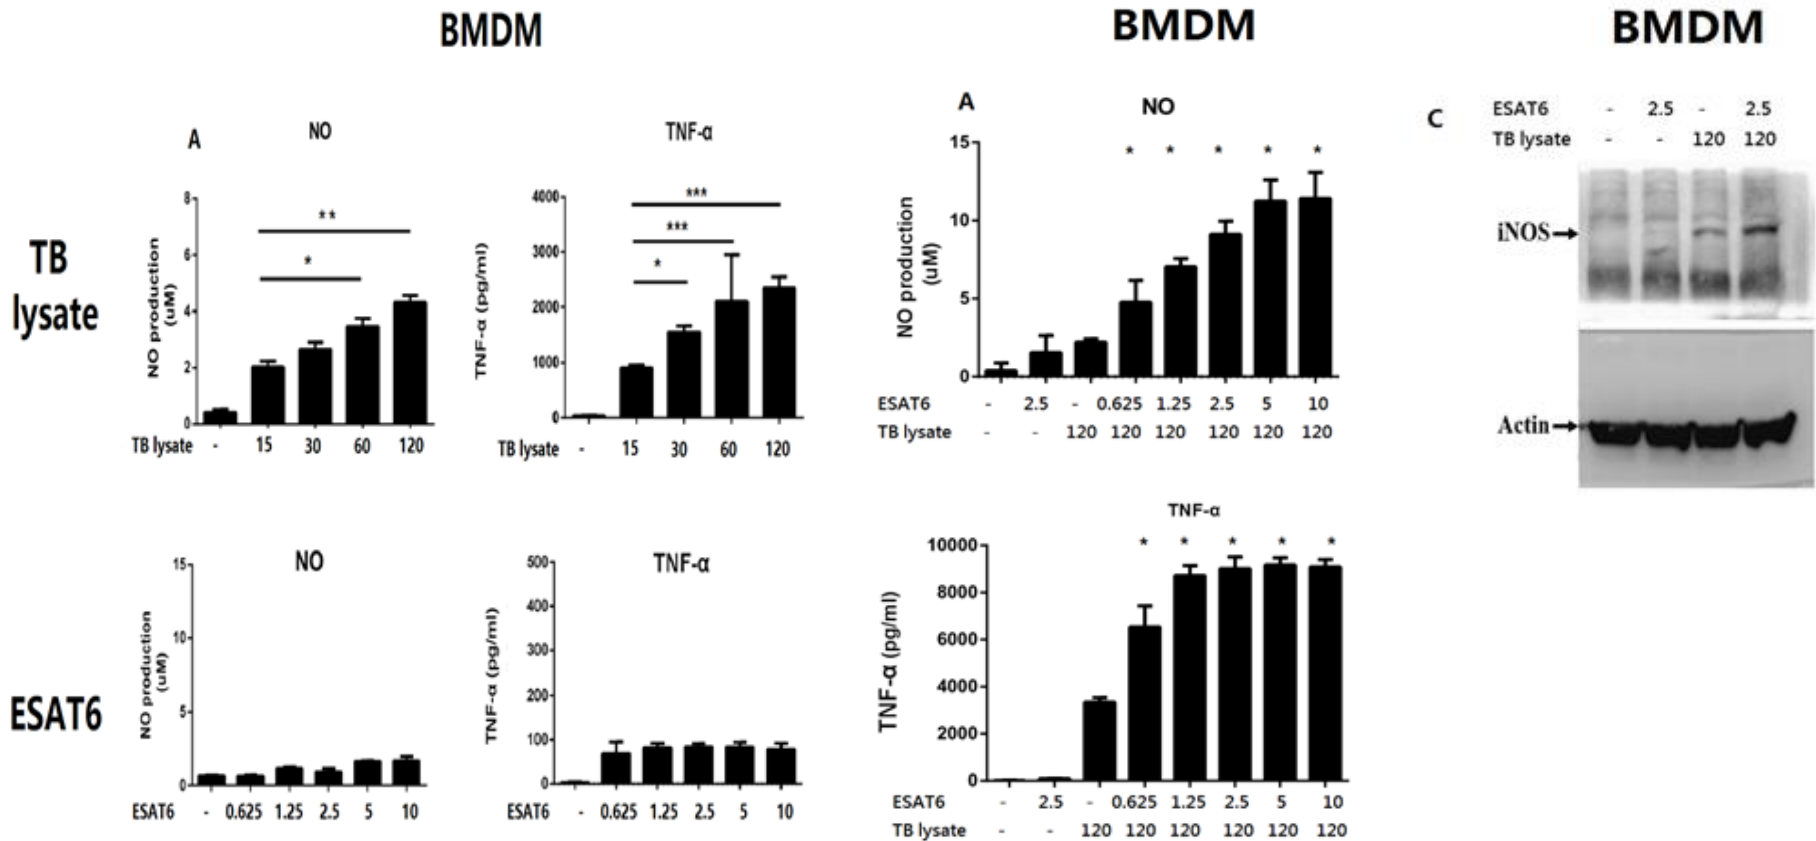 BMDM
BMDM
BMDM
TB
lysate
ESAT6
A
NO
NO production
(uM)
8
6
4
2
0
** 
*
TB lysate - 15 30 60 120
TNF-α
TNF-α (pg/ml)
4000
3000
2000
1000
0
***
***
*
TB lysate - 15 30 60 120
NO
NO production
(uM)
15
10
5
0
ESAT6 - 0.625 1.25 2.5 5 10
TNF-α
TNF-α (pg/ml)
500
400
300
200
100
0
ESAT6 - 0.625 1.25 2.5 5 10
A
NO
NO production
(uM)
15
10
5
0
* * * * *
ESAT6 - 2.5 - 0.625 1.25 2.5 5 10
TB lysate - - 120 120 120 120 120 120
TNF-α
TNF-α (pg/ml)
10000
8000
6000
4000
2000
0
* * * * *
ESAT6 - 2.5 - 0.625 1.25 2.5 5 10
TB lysate - - 120 120 120 120 120 120
C
ESAT6 - 2.5 - 2.5
TB lysate - - 120 120
iNOS
Actin